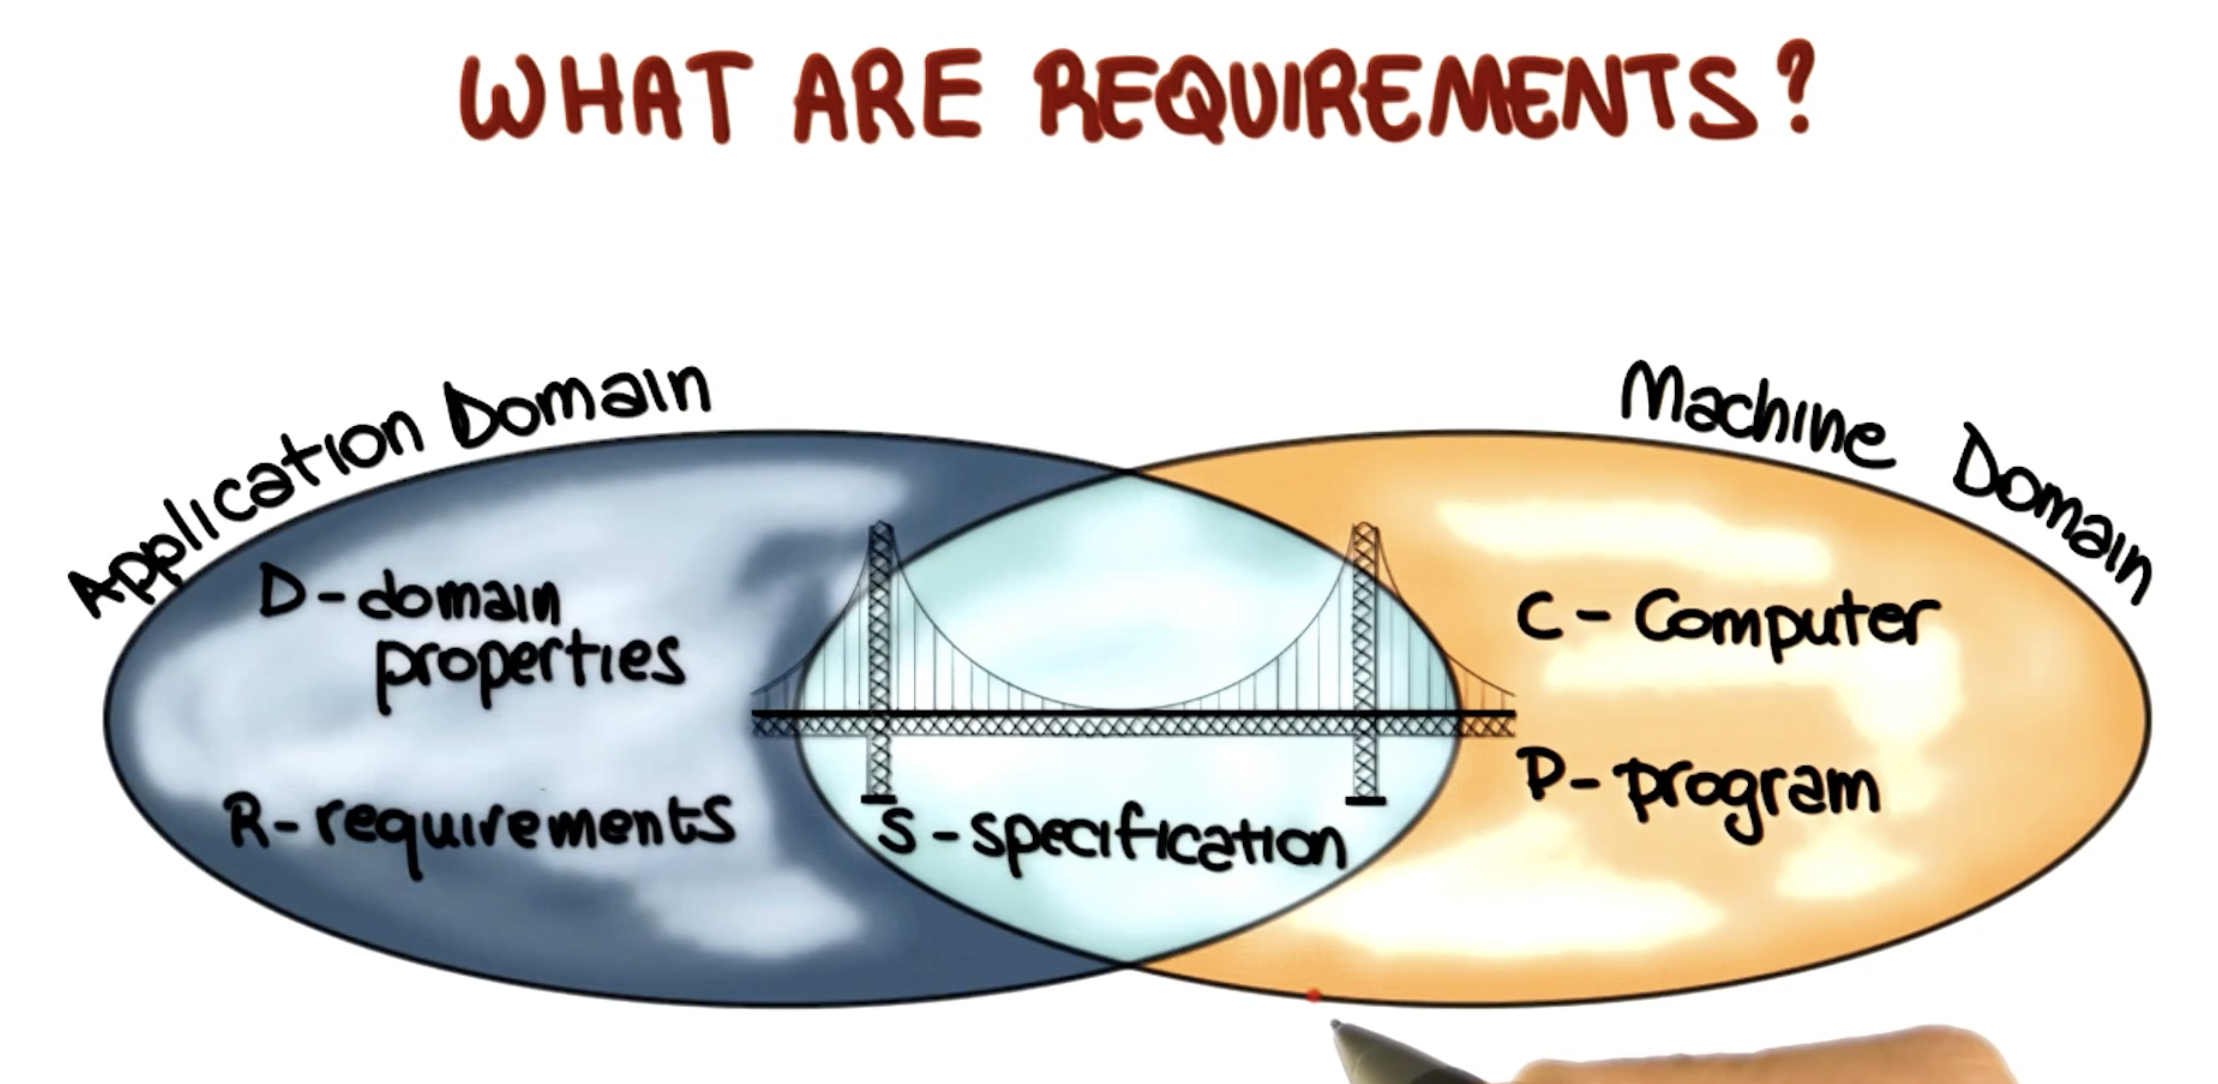 WHAT ARE REQUIREMENTS?
Application Domain
Machine Domain
D-domain
properties
R-requirements
S-specification
C-Computer
P-program